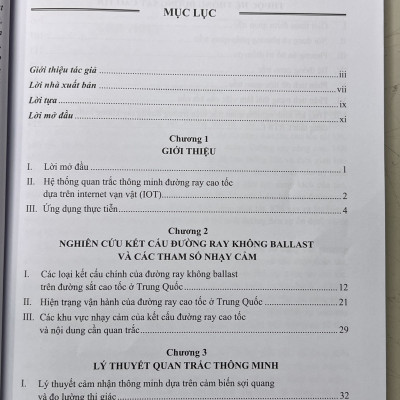 MỤC LỤC
Giới thiệu tác giả iii
Lời nhà xuất bản vii
Lời tựa ix
Lời mở đầu xi
Chương 1
GIỚI THIỆU
I. Lời mở đầu 1
II. Hệ thống quan trắc thông minh đường ray cao tốc
dựa trên internet vạn vật (IOT) 2
III. Ứng dụng thực tiễn 4
Chương 2
NGHIÊN CỨU KẾT CẤU ĐƯỜNG RAY KHÔNG BALLAST
VÀ CÁC THAM SỐ NHẠY CẢM
I. Các loại kết cấu chính của đường ray không ballast
trên đường sắt cao tốc ở Trung Quốc 12
II. Hiện trạng vận hành của đường ray cao tốc ở Trung Quốc 21
III. Các khu vực nhạy cảm của kết cấu đường ray cao tốc
và nội dung cần quan trắc 29
Chương 3
LÝ THUYẾT QUAN TRẮC THÔNG MINH
I. Lý thuyết cảm nhận thông minh dựa trên cảm biến sợi quang
và đo lường thị giác 32